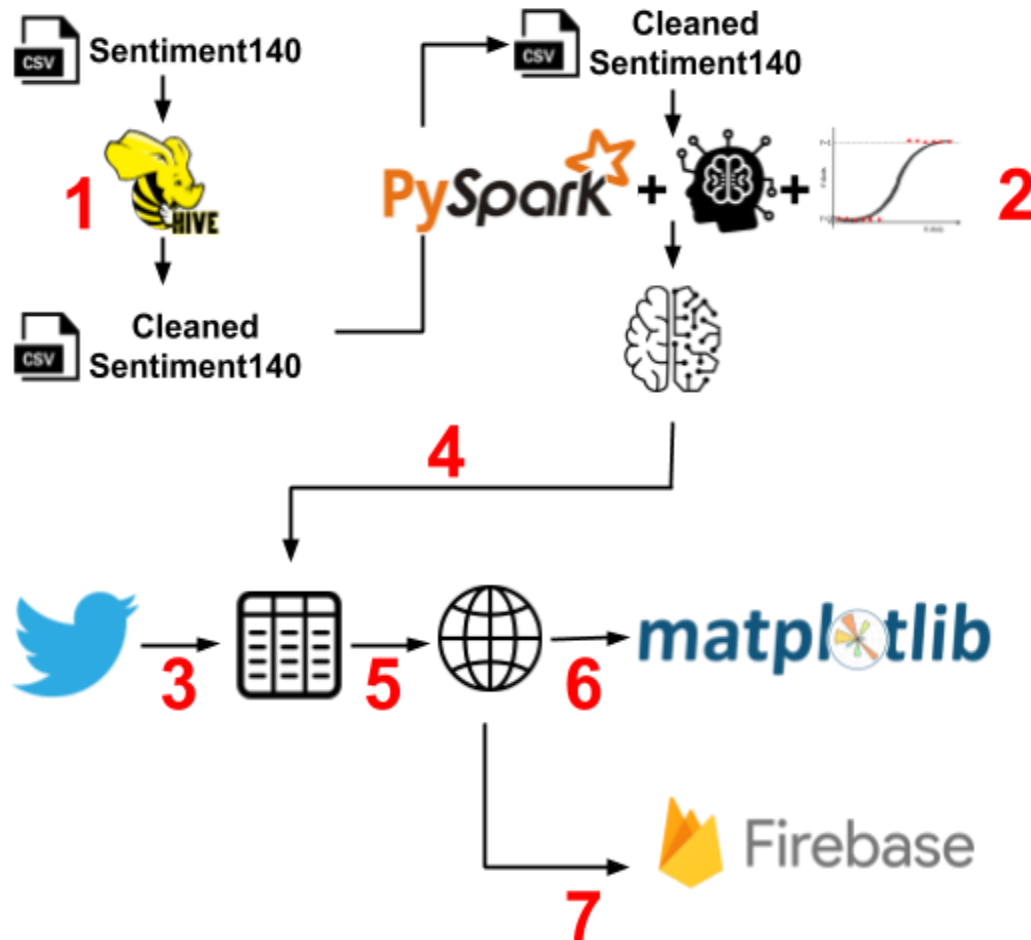 CSV Sentiment140
1
HIVE
CSV Cleaned
Sentiment140
CSV Cleaned
Sentiment140
PySpark + +
2
4
3
5
6
matplotlib
Firebase
7